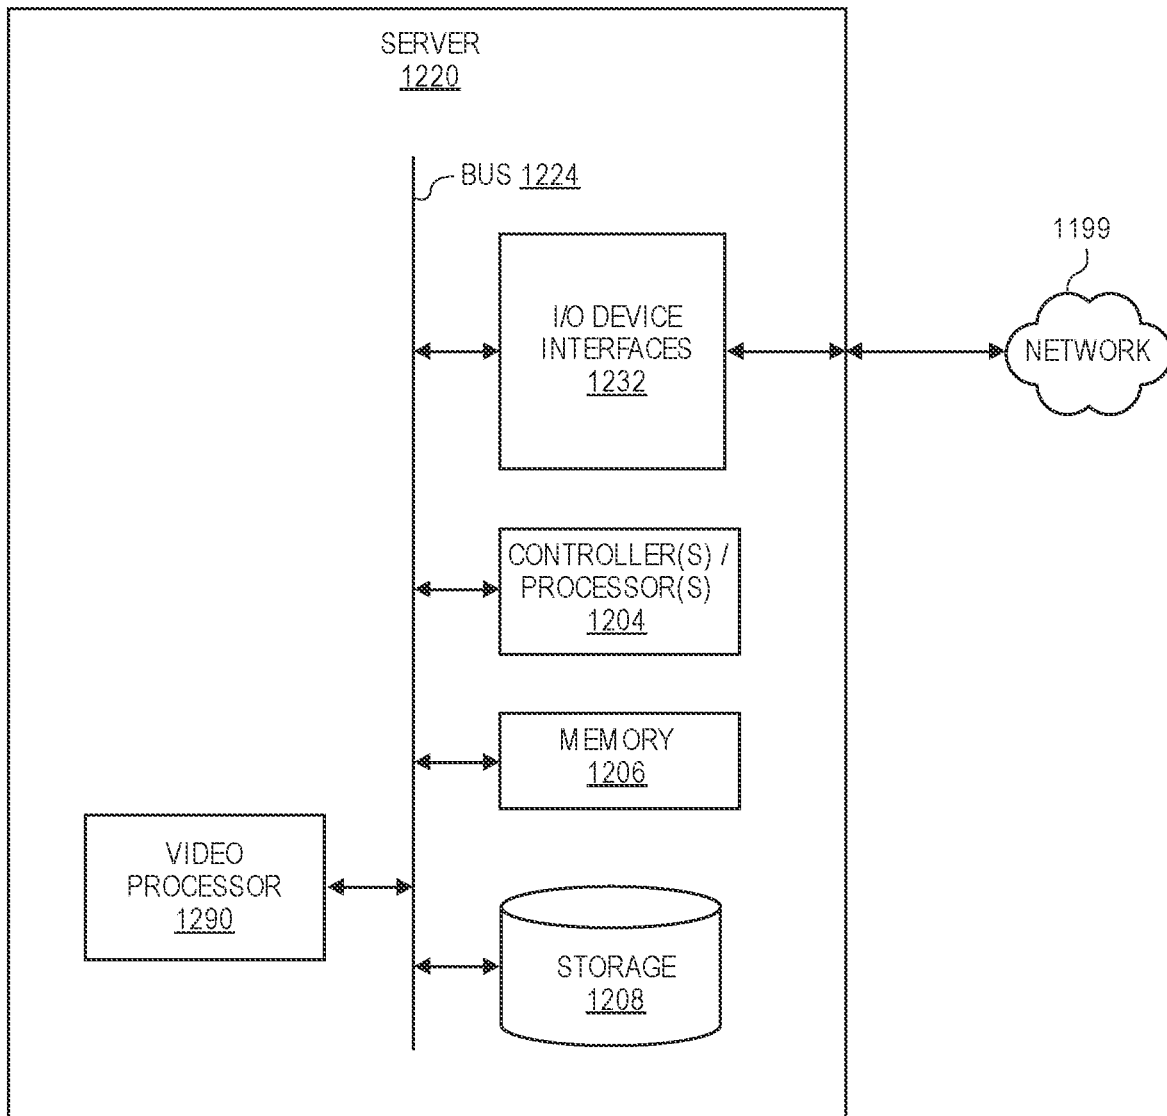 SERVER
1220
BUS 1224
1199
I/O DEVICE
INTERFACES
1232
NETWORK
CONTROLLER(S) /
PROCESSOR(S)
1204
MEMORY
1206
VIDEO
PROCESSOR
1290
STORAGE
1208